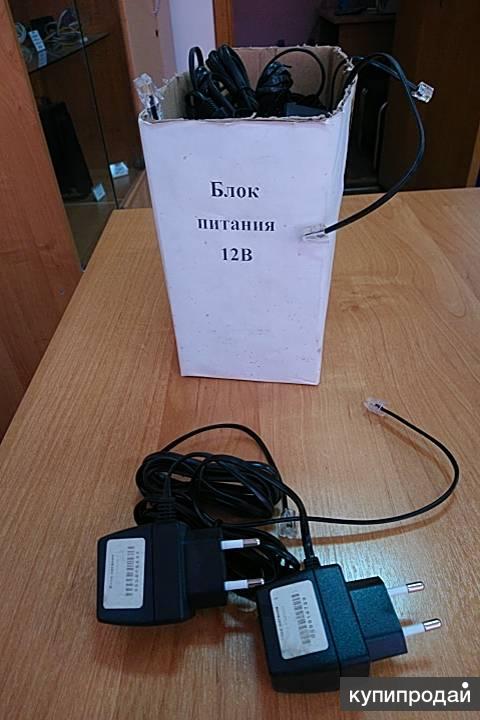 Блок
питания
12В
купипродай